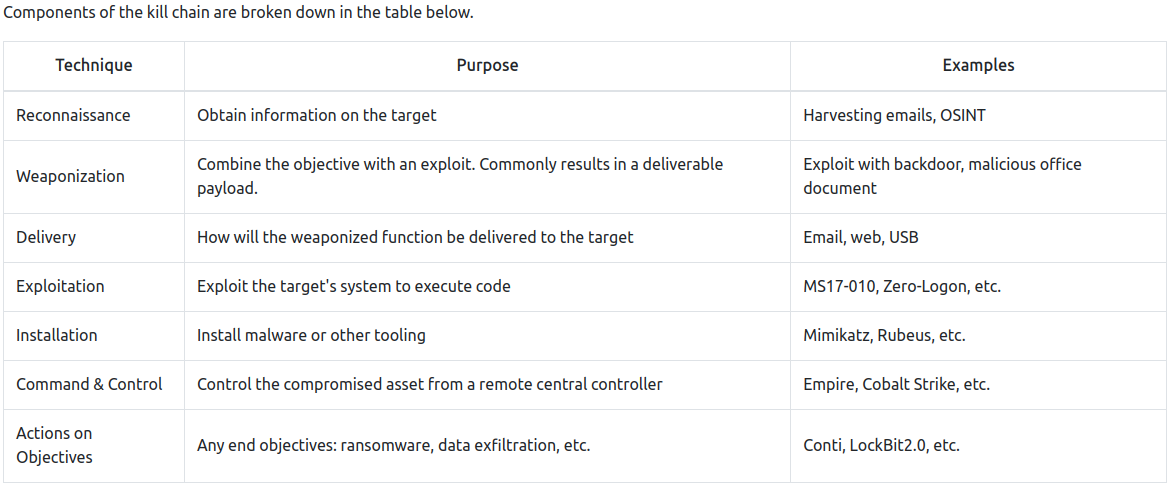 Components of the kill chain are broken down in the table below.
Technique Purpose Examples
Reconnaissance Obtain information on the target Harvesting emails, OSINT
Weaponization Combine the objective with an exploit. Commonly results in a deliverable
payload. Exploit with backdoor, malicious office
document
Delivery How will the weaponized function be delivered to the target Email, web, USB
Exploitation Exploit the target's system to execute code MS17-010, Zero-Logon, etc.
Installation Install malware or other tooling Mimikatz, Rubeus, etc.
Command & Control Control the compromised asset from a remote central controller Empire, Cobalt Strike, etc.
Actions on
Objectives Any end objectives: ransomware, data exfiltration, etc. Conti, LockBit2.0, etc.